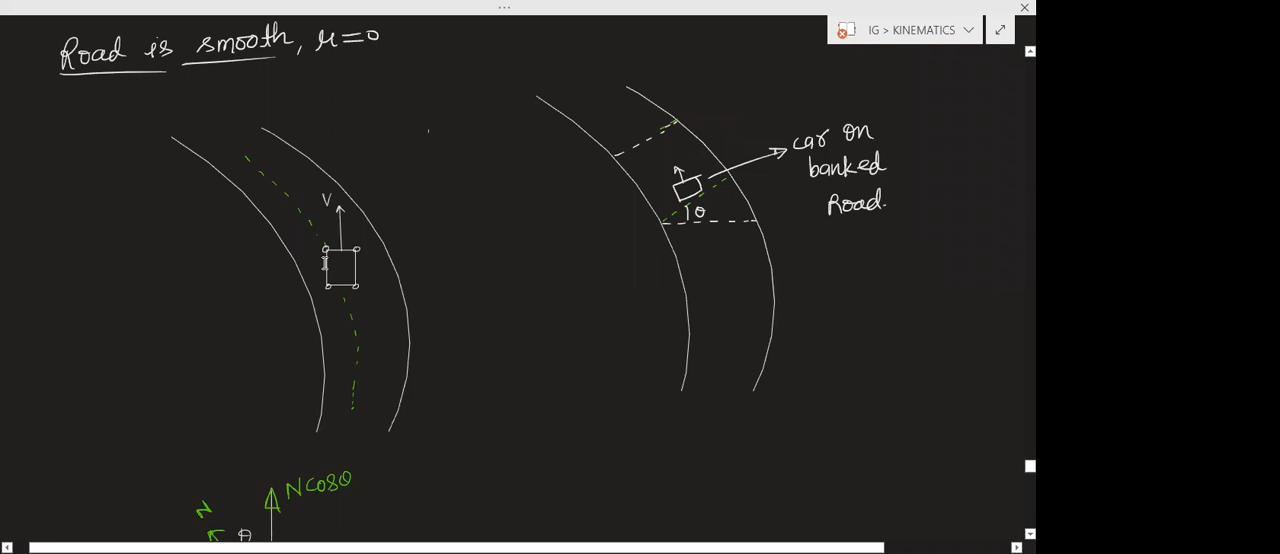 IG > KINEMATICS
Road is smooth, μ=0
car on
banked
Road.
V
θ
N cosθ
N
θ